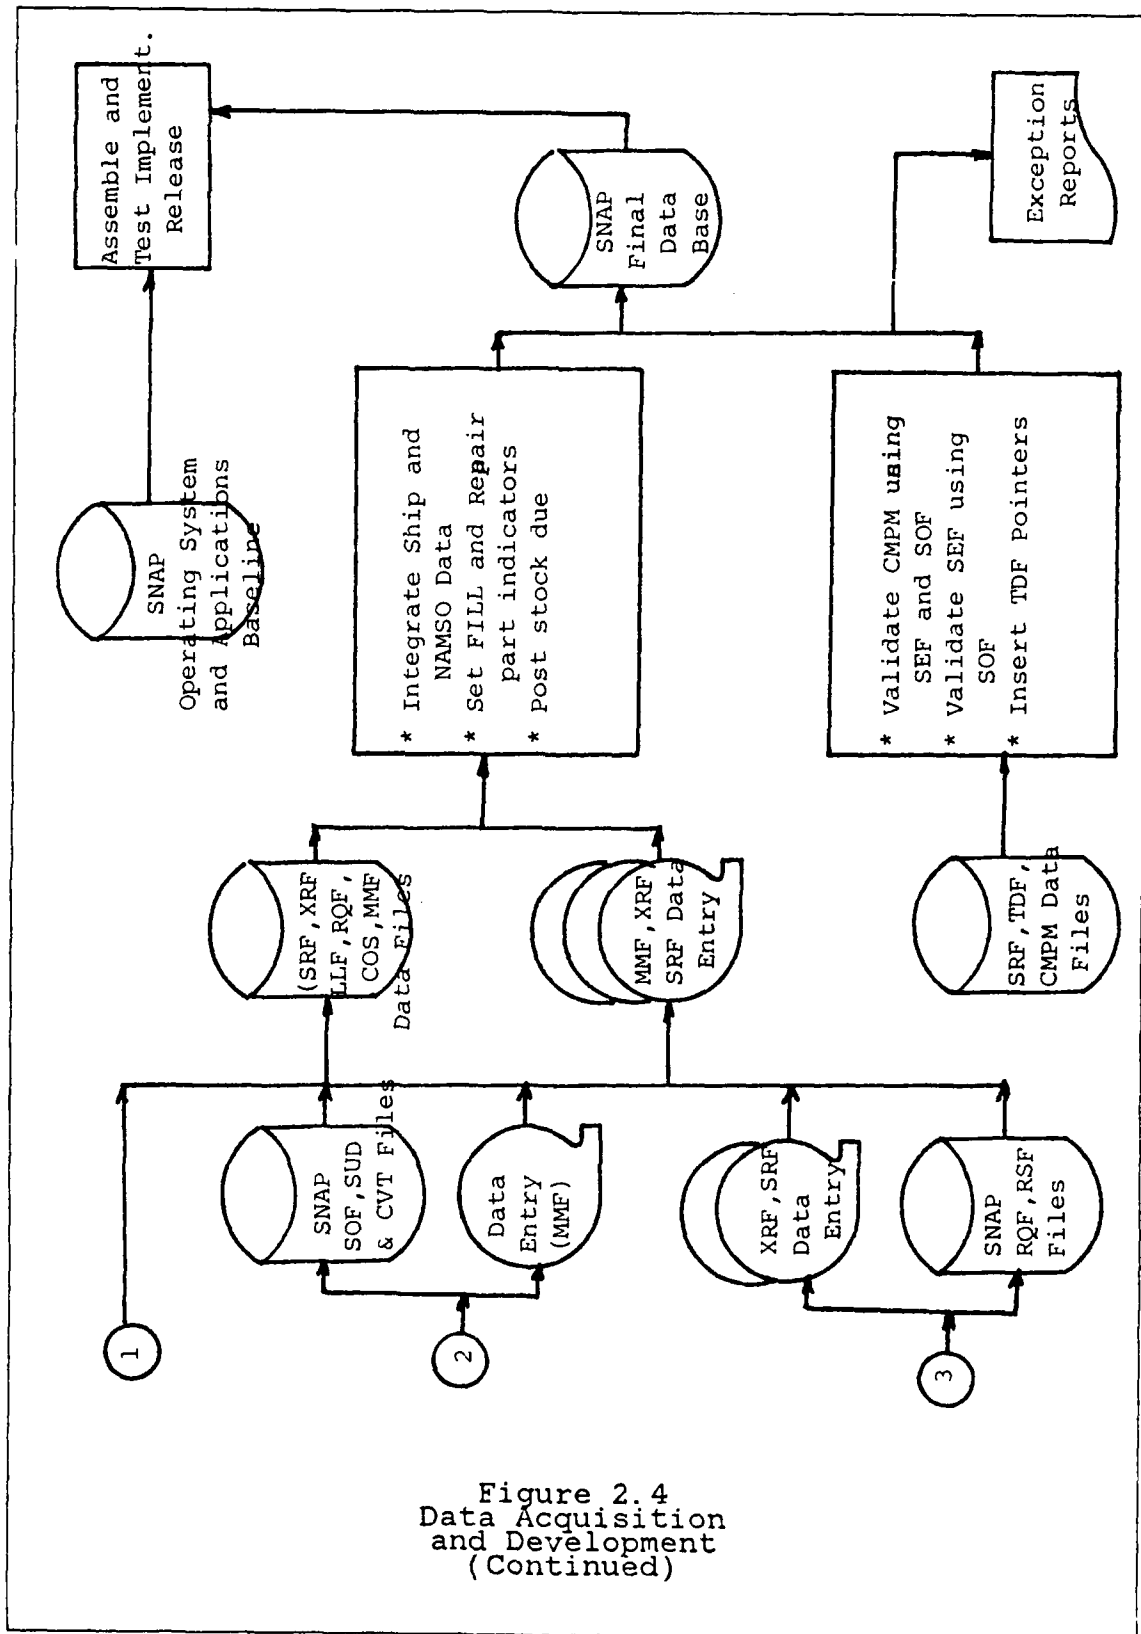 1
2
3
SNAP
SOF,SUD
& CVT Files
Data
Entry
(MMF)
XRF,SRF
Data
Entry
SNAP
RQF,RSF
Files
(SRF,XRF
LLF,RQF,
COS,MMF
Data Files
MMF,XRF
SRF Data
Entry
SRF,TDF,
CMPM Data
Files
SNAP
Operating System
and Applications
Baseline
* Integrate Ship and
NAMSO Data
* Set FILL and Repair
part indicators
* Post stock due
* Validate CMPM using
SEF and SOF
* Validate SEF using
SOF
* Insert TDF Pointers
SNAP
Final
Data
Base
Assemble and
Test Implement.
Release
Exception
Reports
Figure 2.4
Data Acquisition
and Development
(Continued)